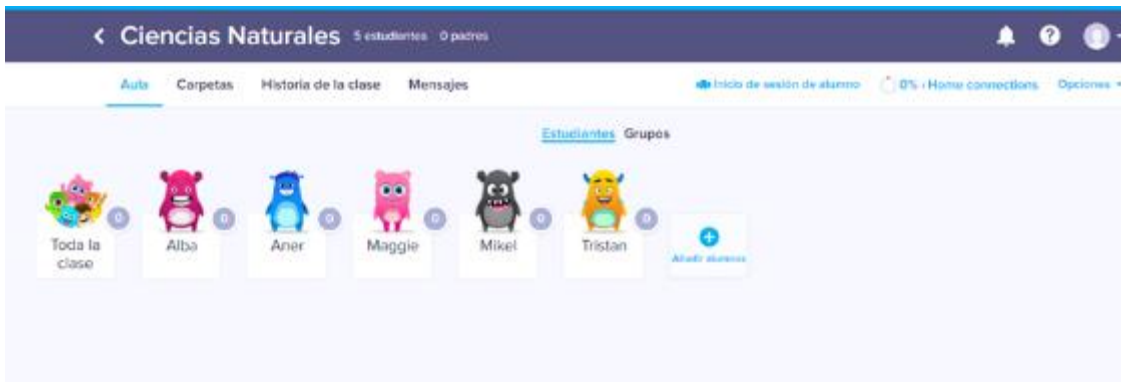 Ciencias Naturales 5 estudiantes 0 padres
Aula Carpetas Historia de la clase Mensajes Inicio de sesión de alumno 0% · Home connections Opciones
Estudiantes Grupos
0 0 0 0 0 0
Toda la clase
Alba
Aner
Maggie
Mikel
Tristan
Añadir alumnos